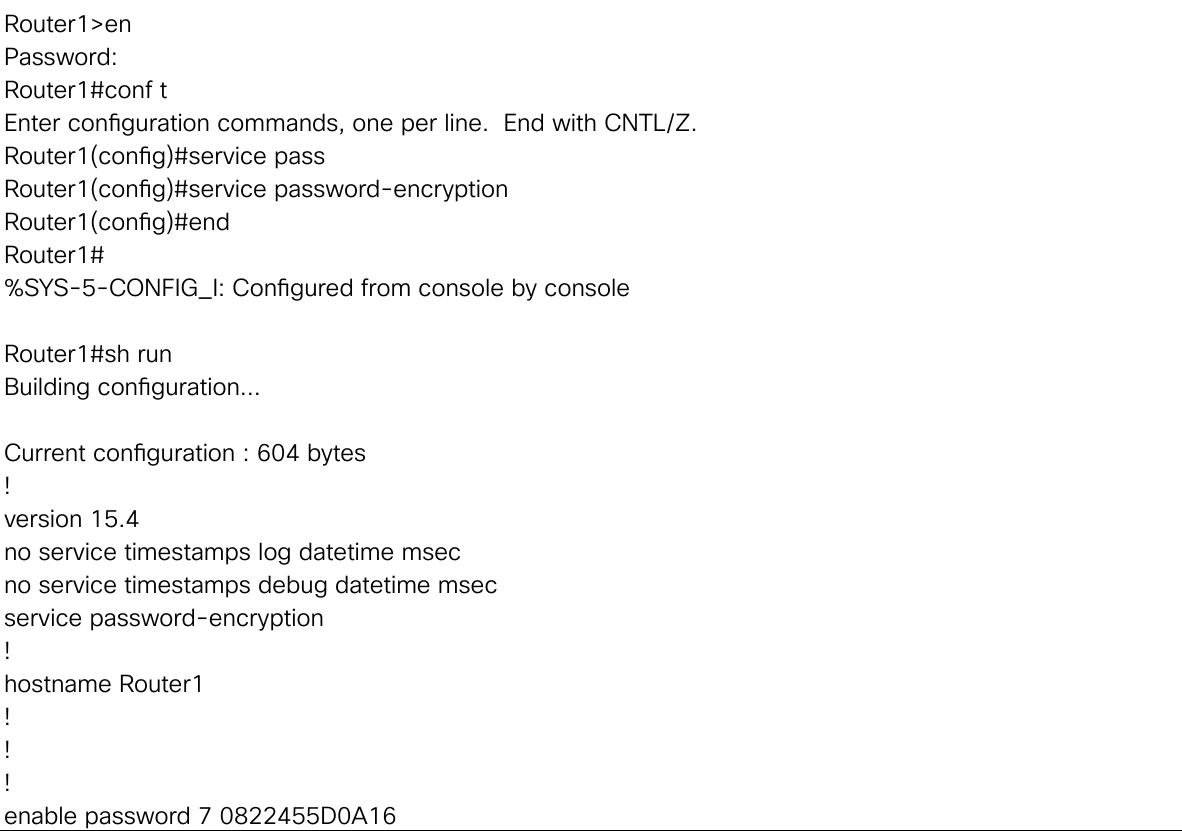 Router1>en
Password:
Router1#conf t
Enter configuration commands, one per line.  End with CNTL/Z.
Router1(config)#service pass
Router1(config)#service password-encryption
Router1(config)#end
Router1#
%SYS-5-CONFIG_I: Configured from console by console

Router1#sh run
Building configuration...

Current configuration : 604 bytes
!
version 15.4
no service timestamps log datetime msec
no service timestamps debug datetime msec
service password-encryption
!
hostname Router1
!
!
!
enable password 7 0822455D0A16